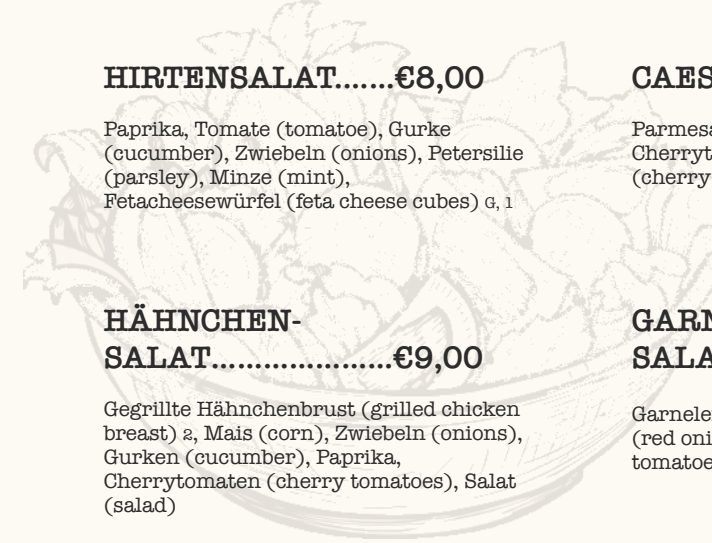 HIRTENSALAT.......€8,00
Paprika, Tomate (tomatoe), Gurke
(cucumber), Zwiebeln (onions), Petersilie
(parsley), Minze (mint),
Fetacheesewürfel (feta cheese cubes) G, 1
HÄHNCHEN-
SALAT.....................€9,00
Gegrillte Hähnchenbrust (grilled chicken
breast) 2, Mais (corn), Zwiebeln (onions),
Gurken (cucumber), Paprika,
Cherrytomaten (cherry tomatoes), Salat
(salad)
CAES
Parmesa
Cherryt
(cherry
GARN
SALA
Garnele
(red oni
tomatoe